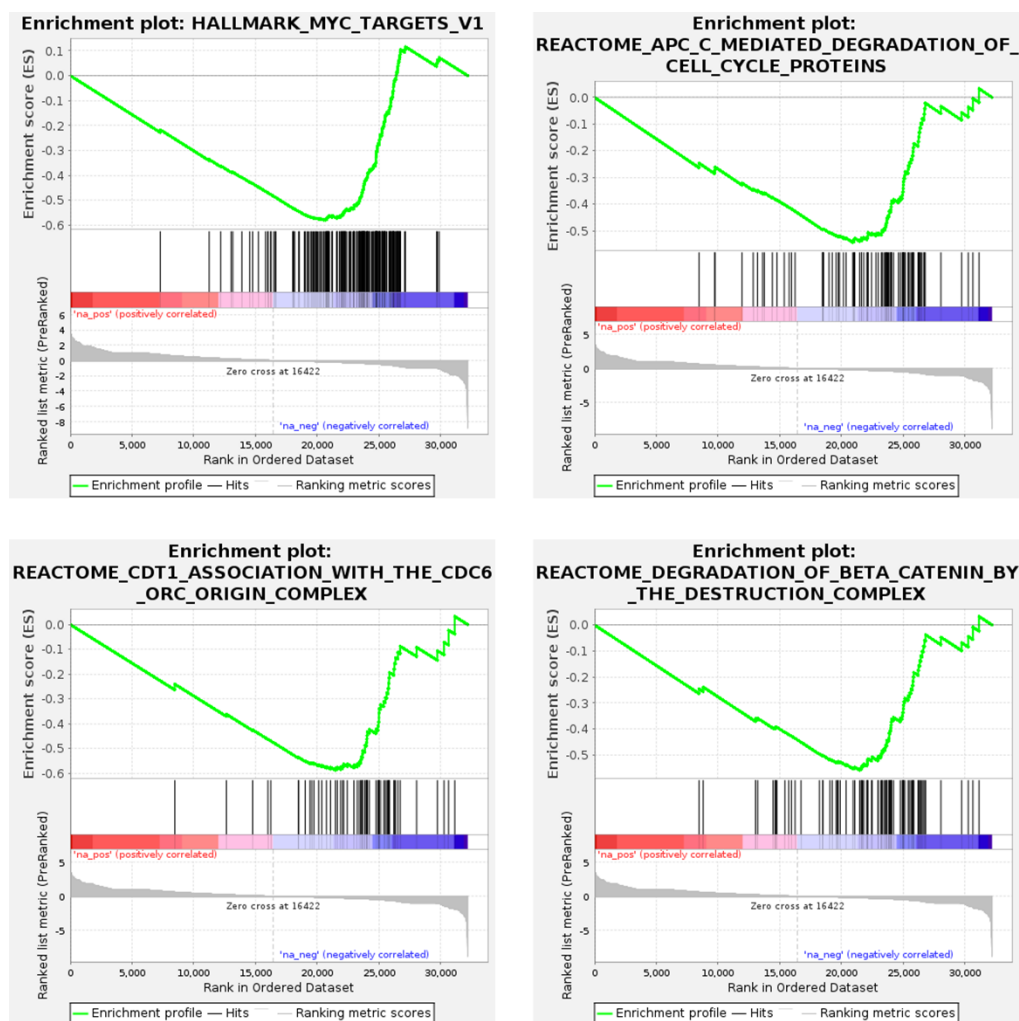 Enrichment plot: HALLMARK_MYC_TARGETS_V1
Enrichment score (ES)
0.1
0.0
-0.1
-0.2
-0.3
-0.4
-0.5
-0.6
'na_pos' (positively correlated)
Ranked list metric (PreRanked)
6
4
2
0
-2
-4
-6
-8
Zero cross at 16422
'na_neg' (negatively correlated)
0 5,000 10,000 15,000 20,000 25,000 30,000
Rank in Ordered Dataset
Enrichment profile Hits Ranking metric scores
Enrichment plot:
REACTOME_APC_C_MEDIATED_DEGRADATION_OF_
CELL_CYCLE_PROTEINS
Enrichment score (ES)
0.0
-0.1
-0.2
-0.3
-0.4
-0.5
'na_pos' (positively correlated)
Ranked list metric (PreRanked)
5
0
-5
Zero cross at 16422
'na_neg' (negatively correlated)
0 5,000 10,000 15,000 20,000 25,000 30,000
Rank in Ordered Dataset
Enrichment profile Hits Ranking metric scores
Enrichment plot:
REACTOME_CDT1_ASSOCIATION_WITH_THE_CDC6
_ORC_ORIGIN_COMPLEX
Enrichment score (ES)
0.0
-0.1
-0.2
-0.3
-0.4
-0.5
-0.6
'na_pos' (positively correlated)
Ranked list metric (PreRanked)
5
0
-5
Zero cross at 16422
'na_neg' (negatively correlated)
0 5,000 10,000 15,000 20,000 25,000 30,000
Rank in Ordered Dataset
Enrichment profile Hits Ranking metric scores
Enrichment plot:
REACTOME_DEGRADATION_OF_BETA_CATENIN_BY
_THE_DESTRUCTION_COMPLEX
Enrichment score (ES)
0.0
-0.1
-0.2
-0.3
-0.4
-0.5
'na_pos' (positively correlated)
Ranked list metric (PreRanked)
5
0
-5
Zero cross at 16422
'na_neg' (negatively correlated)
0 5,000 10,000 15,000 20,000 25,000 30,000
Rank in Ordered Dataset
Enrichment profile Hits Ranking metric scores